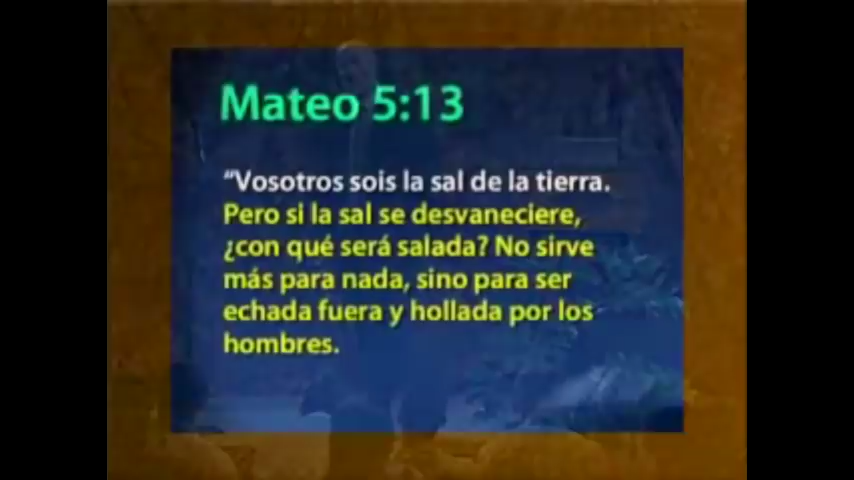 Mateo 5:13
“Vosotros sois la sal de la tierra.
Pero si la sal se desvaneciere,
¿con qué será salada? No sirve
más para nada, sino para ser
echada fuera y hollada por los
hombres.